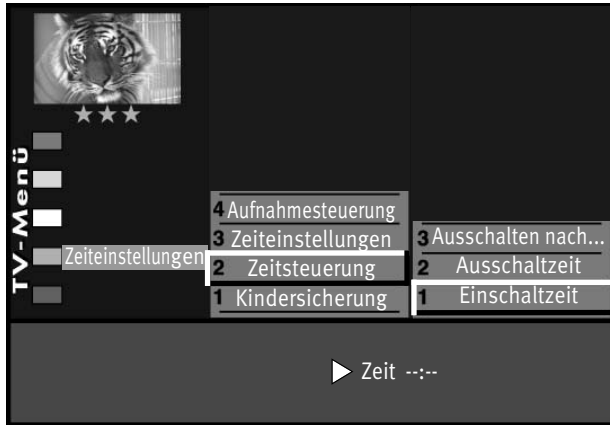 TV-Menü
Zeiteinstellungen
4 Aufnahmesteuerung
3 Zeiteinstellungen
2 Zeitsteuerung
1 Kindersicherung
3 Ausschalten nach...
2 Ausschaltzeit
1 Einschaltzeit
Zeit --:--